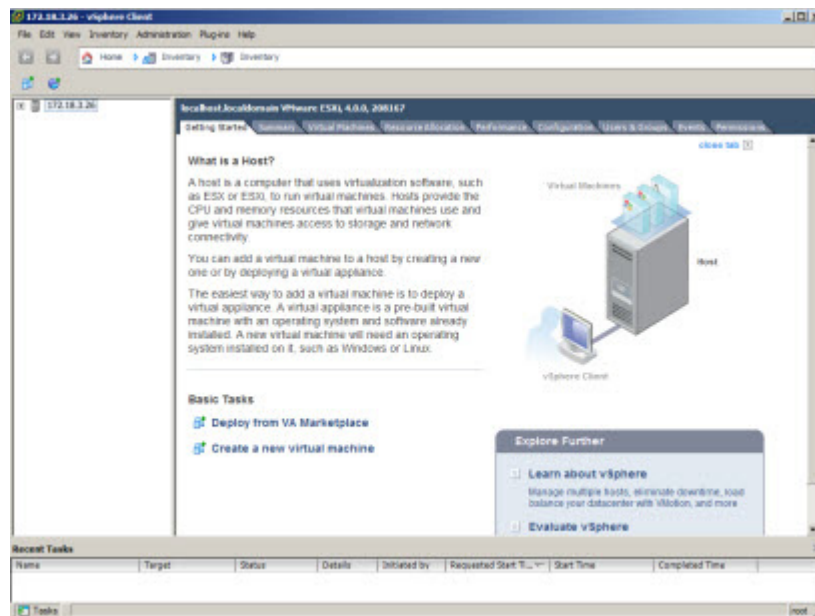 172.18.3.26 - vSphere Client
File Edit View Inventory Administration Plug-ins Help
Home Inventory Inventory
172.18.3.26
localhost.localdomain VMware ESXi, 4.0.0, 208167
Getting Started Summary Virtual Machines Resource Allocation Performance Configuration Users & Groups Events Permissions
close tab
What is a Host?
A host is a computer that uses virtualization software, such
as ESX or ESXi, to run virtual machines. Hosts provide the
CPU and memory resources that virtual machines use and
give virtual machines access to storage and network
connectivity.
You can add a virtual machine to a host by creating a new
one or by deploying a virtual appliance.
The easiest way to add a virtual machine is to deploy a
virtual appliance. A virtual appliance is a pre-built virtual
machine with an operating system and software already
installed. A new virtual machine will need an operating
system installed on it, such as Windows or Linux.
Virtual Machines
Host
vSphere Client
Basic Tasks
Deploy from VA Marketplace
Create a new virtual machine
Explore Further
Learn about vSphere
Manage multiple hosts, eliminate downtime, load
balance your datacenter with VMotion, and more
Evaluate vSphere
Recent Tasks
Name Target Status Details Initiated by Requested Start Ti... Start Time Completed Time
Tasks root